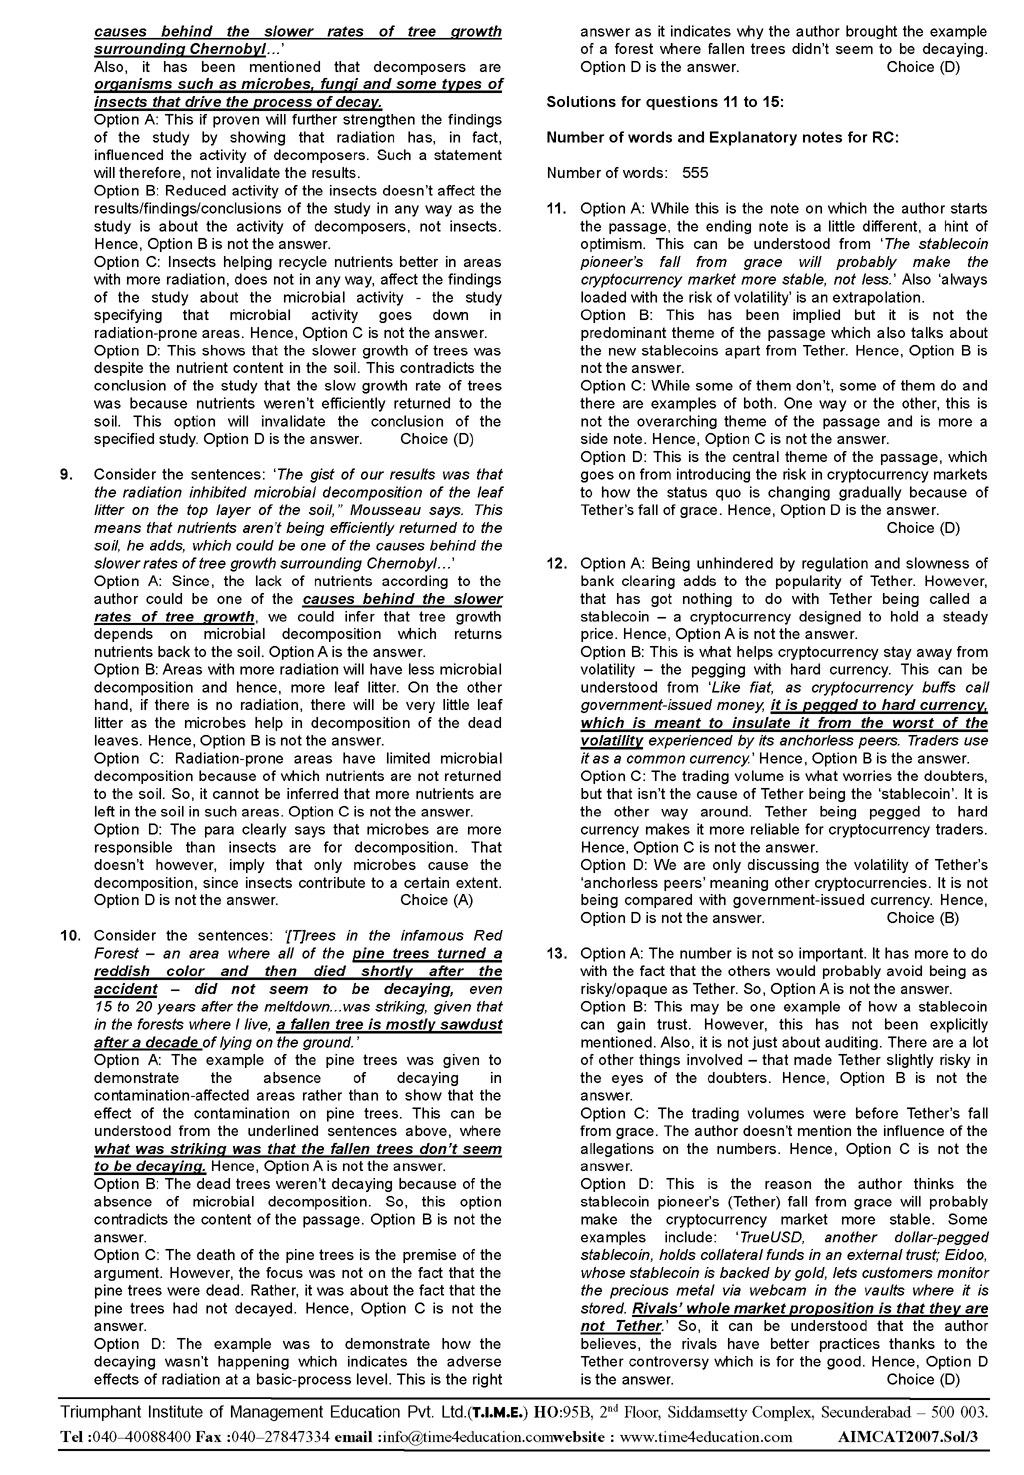 causes behind the slower rates of tree growth
surrounding Chernobyl…’
Also, it has been mentioned that decomposers are
organisms such as microbes, fungi and some types of
insects that drive the process of decay.
Option A: This if proven will further strengthen the findings
of the study by showing that radiation has, in fact,
influenced the activity of decomposers. Such a statement
will therefore, not invalidate the results.
Option B: Reduced activity of the insects doesn’t affect the
results/findings/conclusions of the study in any way as the
study is about the activity of decomposers, not insects.
Hence, Option B is not the answer.
Option C: Insects helping recycle nutrients better in areas
with more radiation, does not in any way, affect the findings
of the study about the microbial activity - the study
specifying that microbial activity goes down in
radiation-prone areas. Hence, Option C is not the answer.
Option D: This shows that the slower growth of trees was
despite the nutrient content in the soil. This contradicts the
conclusion of the study that the slow growth rate of trees
was because nutrients weren’t efficiently returned to the
soil. This option will invalidate the conclusion of the
specified study. Option D is the answer. Choice (D)
9. Consider the sentences: ‘The gist of our results was that
the radiation inhibited microbial decomposition of the leaf
litter on the top layer of the soil,” Mousseau says. This
means that nutrients aren’t being efficiently returned to the
soil, he adds, which could be one of the causes behind the
slower rates of tree growth surrounding Chernobyl…’
Option A: Since, the lack of nutrients according to the
author could be one of the causes behind the slower
rates of tree growth, we could infer that tree growth
depends on microbial decomposition which returns
nutrients back to the soil. Option A is the answer.
Option B: Areas with more radiation will have less microbial
decomposition and hence, more leaf litter. On the other
hand, if there is no radiation, there will be very little leaf
litter as the microbes help in decomposition of the dead
leaves. Hence, Option B is not the answer.
Option C: Radiation-prone areas have limited microbial
decomposition because of which nutrients are not returned
to the soil. So, it cannot be inferred that more nutrients are
left in the soil in such areas. Option C is not the answer.
Option D: The para clearly says that microbes are more
responsible than insects are for decomposition. That
doesn’t however, imply that only microbes cause the
decomposition, since insects contribute to a certain extent.
Option D is not the answer. Choice (A)
10. Consider the sentences: ‘[T]rees in the infamous Red
Forest – an area where all of the pine trees turned a
reddish color and then died shortly after the
accident – did not seem to be decaying, even
15 to 20 years after the meltdown...was striking, given that
in the forests where I live, a fallen tree is mostly sawdust
after a decade of lying on the ground.’
Option A: The example of the pine trees was given to
demonstrate the absence of decaying in
contamination-affected areas rather than to show that the
effect of the contamination on pine trees. This can be
understood from the underlined sentences above, where
what was striking was that the fallen trees don’t seem
to be decaying. Hence, Option A is not the answer.
Option B: The dead trees weren’t decaying because of the
absence of microbial decomposition. So, this option
contradicts the content of the passage. Option B is not the
answer.
Option C: The death of the pine trees is the premise of the
argument. However, the focus was not on the fact that the
pine trees were dead. Rather, it was about the fact that the
pine trees had not decayed. Hence, Option C is not the
answer.
Option D: The example was to demonstrate how the
decaying wasn’t happening which indicates the adverse
effects of radiation at a basic-process level. This is the right
answer as it indicates why the author brought the example
of a forest where fallen trees didn’t seem to be decaying.
Option D is the answer. Choice (D)
Solutions for questions 11 to 15:
Number of words and Explanatory notes for RC:
Number of words: 555
11. Option A: While this is the note on which the author starts
the passage, the ending note is a little different, a hint of
optimism. This can be understood from ‘The stablecoin
pioneer’s fall from grace will probably make the
cryptocurrency market more stable, not less.’ Also ‘always
loaded with the risk of volatility’ is an extrapolation.
Option B: This has been implied but it is not the
predominant theme of the passage which also talks about
the new stablecoins apart from Tether. Hence, Option B is
not the answer.
Option C: While some of them don’t, some of them do and
there are examples of both. One way or the other, this is
not the overarching theme of the passage and is more a
side note. Hence, Option C is not the answer.
Option D: This is the central theme of the passage, which
goes on from introducing the risk in cryptocurrency markets
to how the status quo is changing gradually because of
Tether’s fall of grace. Hence, Option D is the answer.
Choice (D)
12. Option A: Being unhindered by regulation and slowness of
bank clearing adds to the popularity of Tether. However,
that has got nothing to do with Tether being called a
stablecoin – a cryptocurrency designed to hold a steady
price. Hence, Option A is not the answer.
Option B: This is what helps cryptocurrency stay away from
volatility – the pegging with hard currency. This can be
understood from ‘Like fiat, as cryptocurrency buffs call
government-issued money, it is pegged to hard currency,
which is meant to insulate it from the worst of the
volatility experienced by its anchorless peers. Traders use
it as a common currency.’ Hence, Option B is the answer.
Option C: The trading volume is what worries the doubters,
but that isn’t the cause of Tether being the ‘stablecoin’. It is
the other way around. Tether being pegged to hard
currency makes it more reliable for cryptocurrency traders.
Hence, Option C is not the answer.
Option D: We are only discussing the volatility of Tether’s
‘anchorless peers’ meaning other cryptocurrencies. It is not
being compared with government-issued currency. Hence,
Option D is not the answer. Choice (B)
13. Option A: The number is not so important. It has more to do
with the fact that the others would probably avoid being as
risky/opaque as Tether. So, Option A is not the answer.
Option B: This may be one example of how a stablecoin
can gain trust. However, this has not been explicitly
mentioned. Also, it is not just about auditing. There are a lot
of other things involved – that made Tether slightly risky in
the eyes of the doubters. Hence, Option B is not the
answer.
Option C: The trading volumes were before Tether’s fall
from grace. The author doesn’t mention the influence of the
allegations on the numbers. Hence, Option C is not the
answer.
Option D: This is the reason the author thinks the
stablecoin pioneer’s (Tether) fall from grace will probably
make the cryptocurrency market more stable. Some
examples include: ‘TrueUSD, another dollar-pegged
stablecoin, holds collateral funds in an external trust; Eidoo,
whose stablecoin is backed by gold, lets customers monitor
the precious metal via webcam in the vaults where it is
stored. Rivals’ whole market proposition is that they are
not Tether.’ So, it can be understood that the author
believes, the rivals have better practices thanks to the
Tether controversy which is for the good. Hence, Option D
is the answer. Choice (D)
Triumphant Institute of Management Education Pvt. Ltd.(T.I.M.E.) HO:95B, 2nd Floor, Siddamsetty Complex, Secunderabad – 500 003.
Tel :040–40088400 Fax :040–27847334 email :info@time4education.comwebsite : www.time4education.com AIMCAT2007.Sol/3